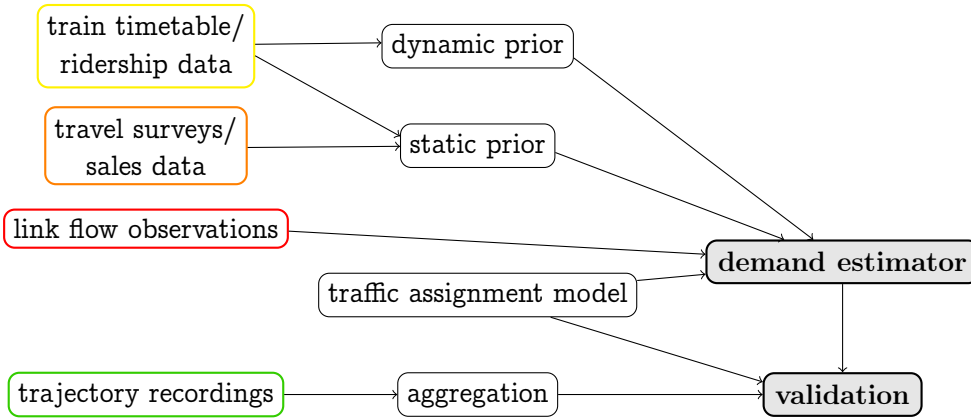 train timetable/
ridership data
dynamic prior
travel surveys/
sales data
static prior
link flow observations
demand estimator
traffic assignment model
trajectory recordings
aggregation
validation